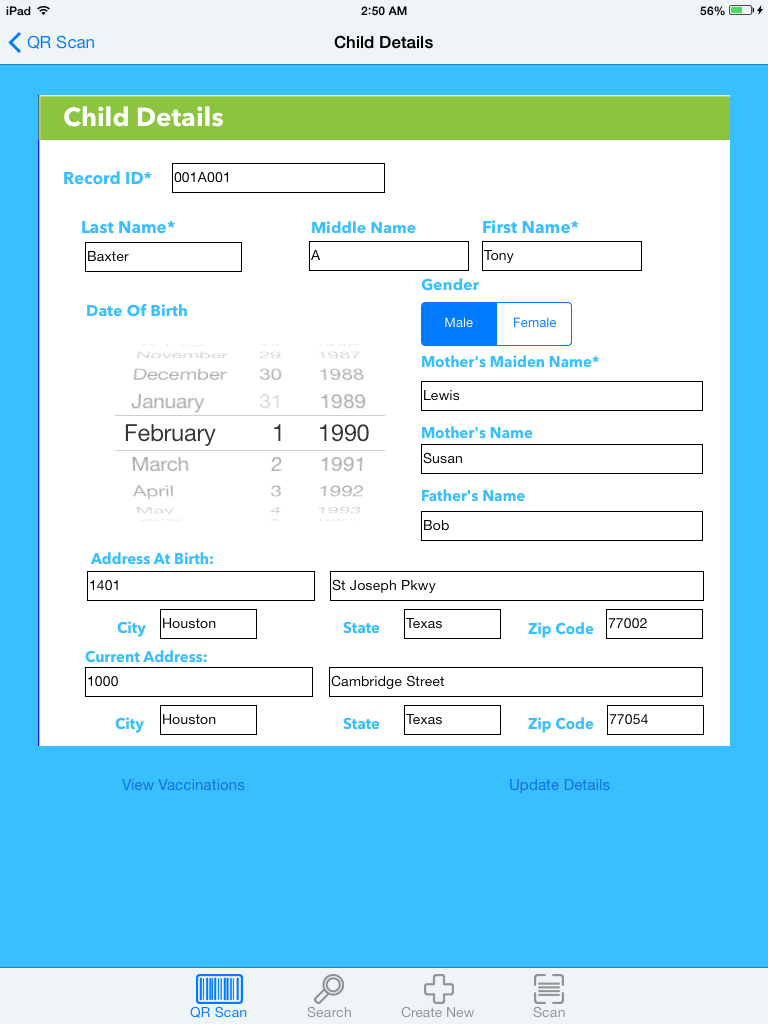 iPad 2:50 AM 56%
QR Scan Child Details
Child Details
Record ID* 001A001
Last Name* Middle Name First Name*
Baxter A Tony
Gender
Date Of Birth
Male Female
November 29 1987
Mother's Maiden Name*
December 30 1988
January 31 1989
Lewis
February 1 1990
Mother's Name
March 2 1991
Susan
April 3 1992
Father's Name
May 4 1993
Bob
Address At Birth:
1401 St Joseph Pkwy
City Houston State Texas Zip Code 77002
Current Address:
1000 Cambridge Street
City Houston State Texas Zip Code 77054
View Vaccinations Update Details
QR Scan Search Create New Scan